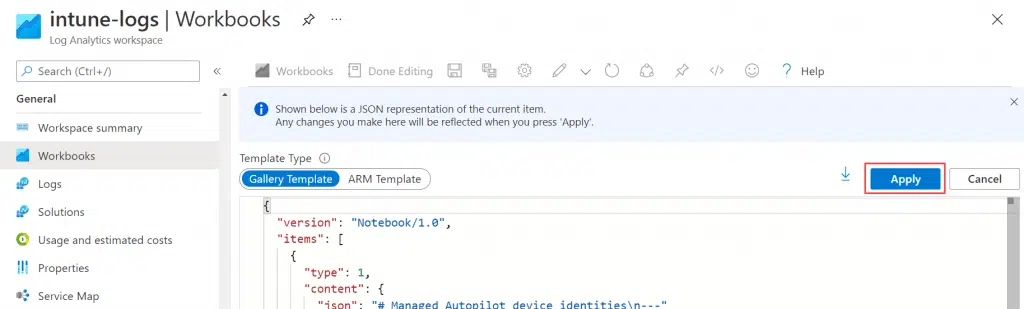 intune-logs | Workbooks
Log Analytics workspace
Search (Ctrl+/)
«
General
Workspace summary
Workbooks
Logs
Solutions
Usage and estimated costs
Properties
Service Map
Workbooks Done Editing Help
Shown below is a JSON representation of the current item.
Any changes you make here will be reflected when you press 'Apply'.
Template Type
Gallery Template ARM Template
Apply Cancel
{
"version": "Notebook/1.0",
"items": [
{
"type": 1,
"content": {
"json": "# Managed Autopilot device identities\n---"